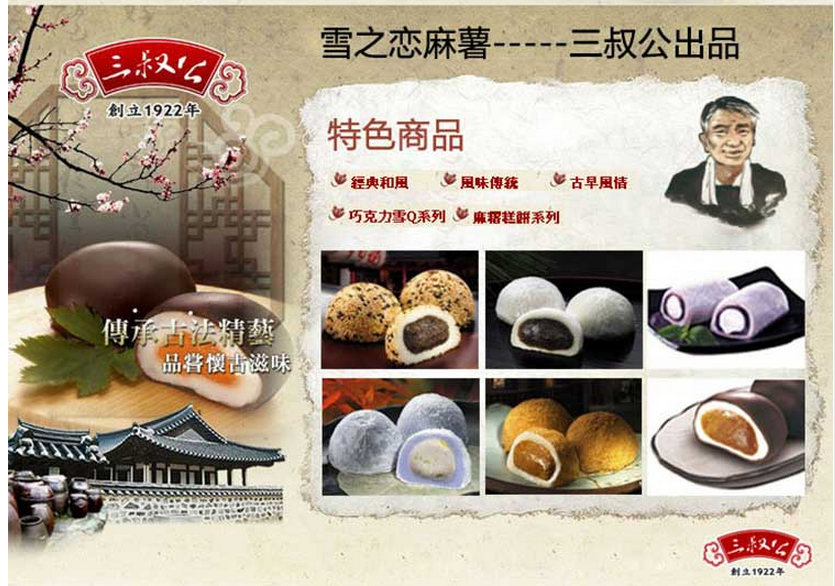 雪之恋麻薯-----三叔公出品
三叔公
創立1922年
特色商品
經典和風
風味傳統
古早風情
巧克力雪Q系列
麻糬糕餅系列
傳承古法精藝
品嘗懷古滋味
三叔公
創立1922年